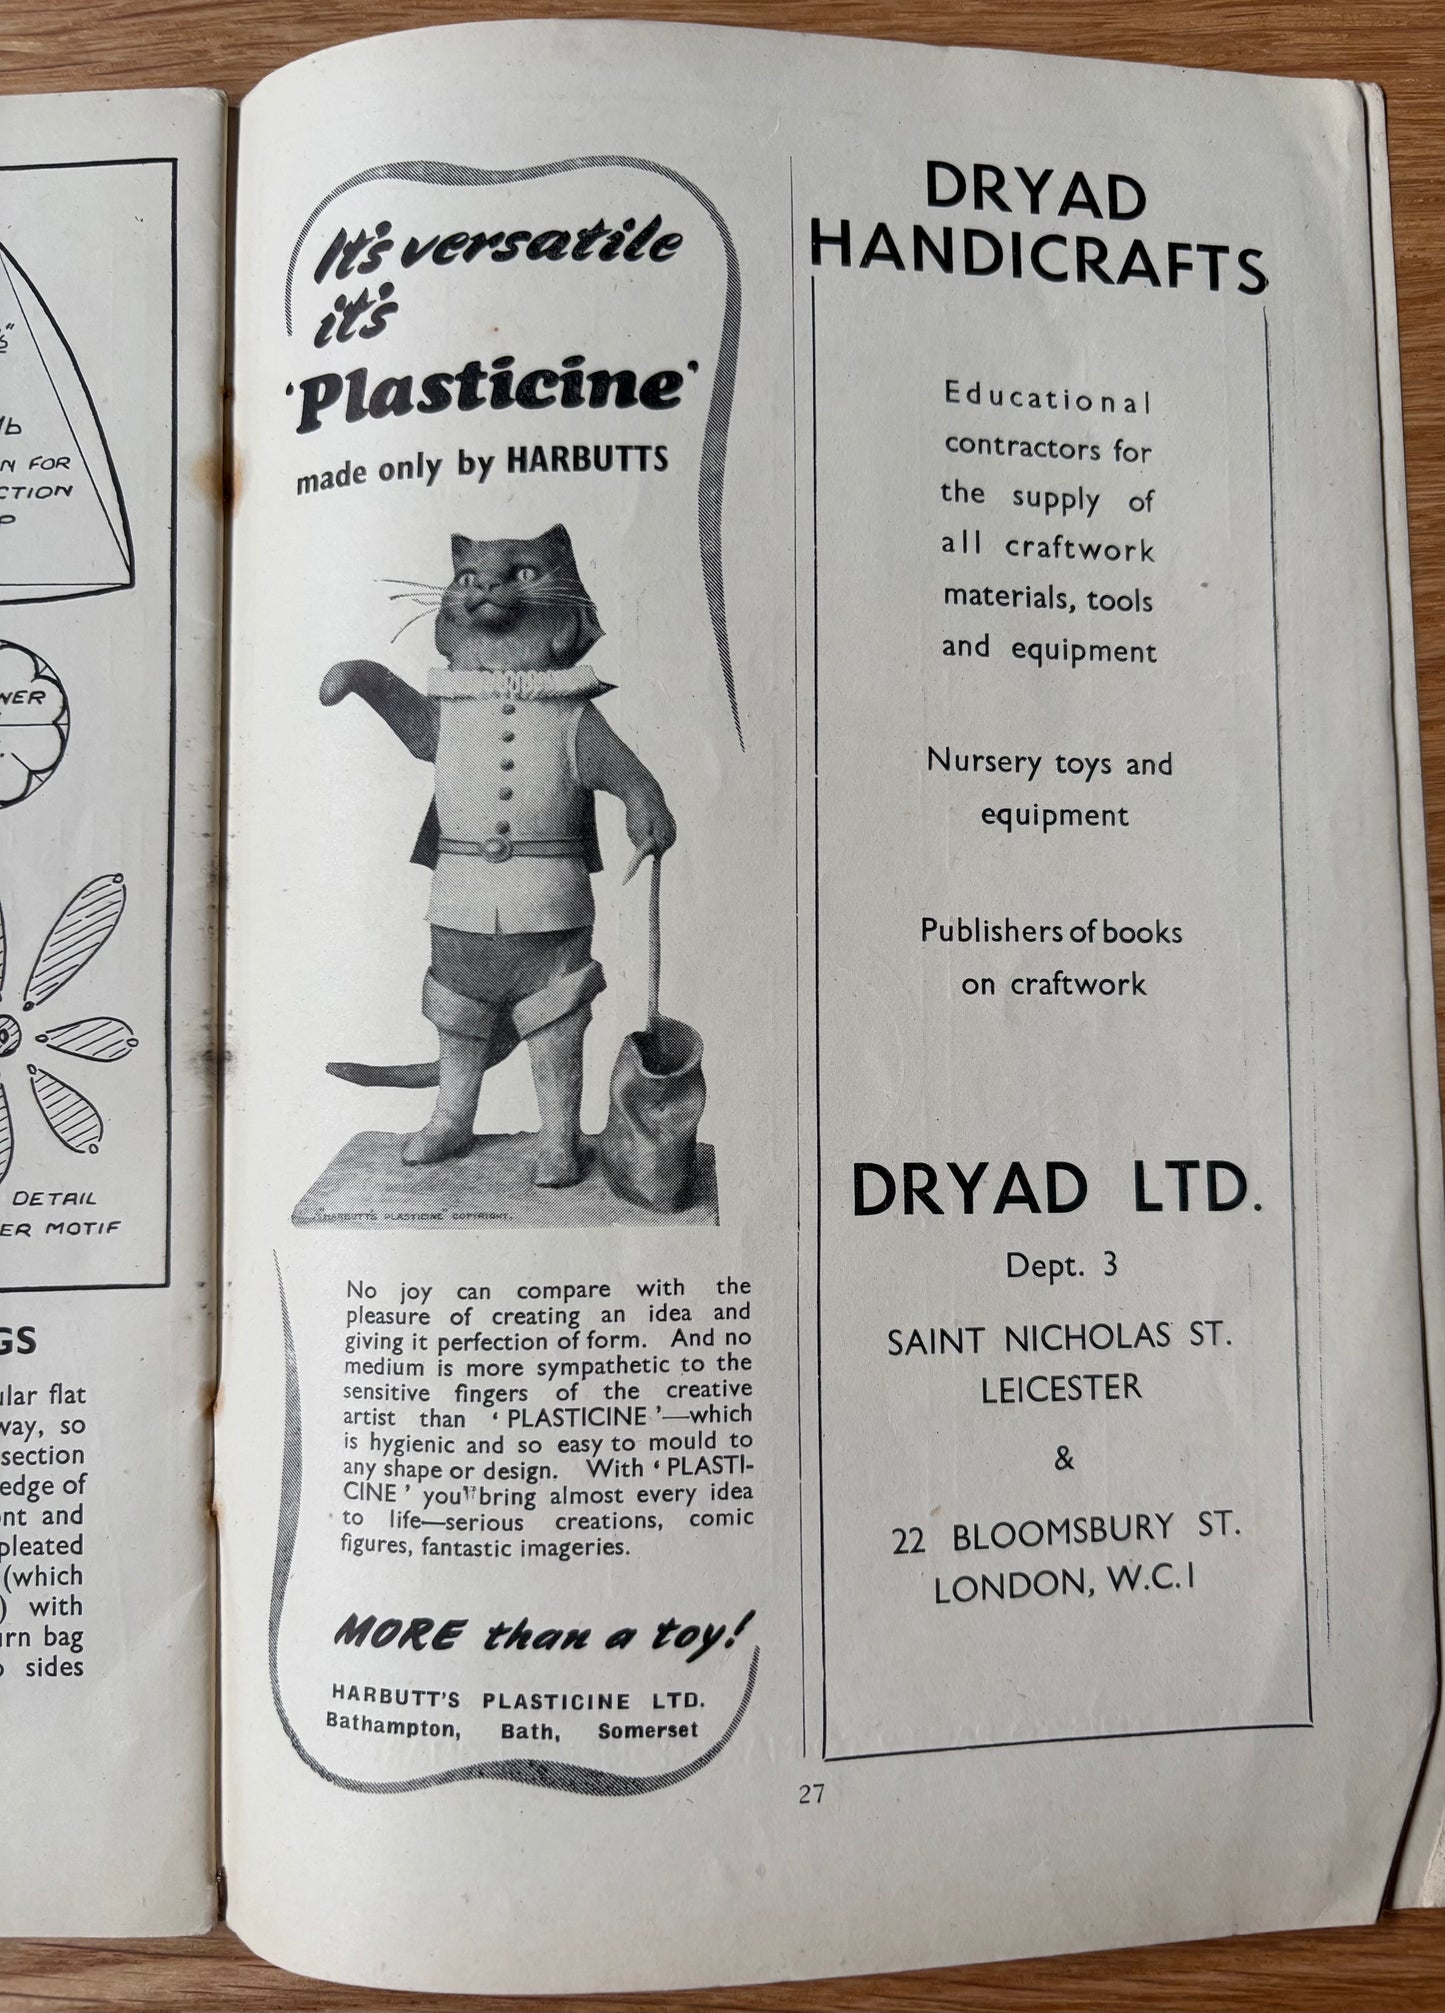 lb
N FOR
CTION
P
WER
DETAIL
ER MOTIF
GS
ular flat
way, so
section
edge of
nt and
pleated
(which
) with
urn bag
sides
It's versatile
it's
'Plasticine'
made only by HARBUTTS
"HARBUTT'S PLASTICINE" COPYRIGHT.
No joy can compare with the
pleasure of creating an idea and
giving it perfection of form. And no
medium is more sympathetic to the
sensitive fingers of the creative
artist than ' PLASTICINE '—which
is hygienic and so easy to mould to
any shape or design. With ' PLASTI-
CINE ' you'll bring almost every idea
to life—serious creations, comic
figures, fantastic imageries.
MORE than a toy!
HARBUTT'S PLASTICINE LTD.
Bathampton, Bath, Somerset
DRYAD
HANDICRAFTS
Educational
contractors for
the supply of
all craftwork
materials, tools
and equipment
Nursery toys and
equipment
Publishers of books
on craftwork
DRYAD LTD.
Dept. 3
SAINT NICHOLAS ST.
LEICESTER
&
22 BLOOMSBURY ST.
LONDON, W.C.1
27